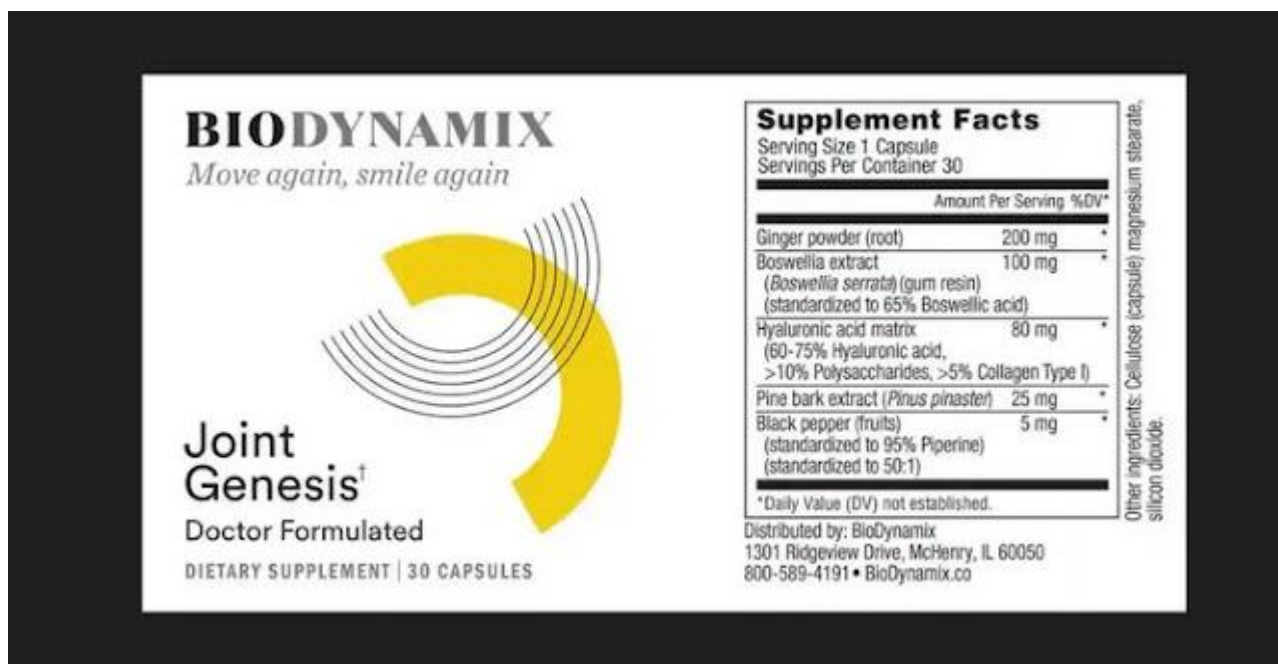 BIODYNAMIX
Move again, smile again
Joint
Genesis†
Doctor Formulated
DIETARY SUPPLEMENT | 30 CAPSULES
Supplement Facts
Serving Size 1 Capsule
Servings Per Container 30
Amount Per Serving %DV*
Ginger powder (root) 200 mg *
Boswellia extract 100 mg *
(Boswellia serrata) (gum resin)
(standardized to 65% Boswellic acid)
Hyaluronic acid matrix 80 mg *
(60-75% Hyaluronic acid,
>10% Polysaccharides, >5% Collagen Type I)
Pine bark extract (Pinus pinaster) 25 mg *
Black pepper (fruits) 5 mg *
(standardized to 95% Piperine)
(standardized to 50:1)
*Daily Value (DV) not established.
Distributed by: BioDynamix
1301 Ridgeview Drive, McHenry, IL 60050
800-589-4191 • BioDynamix.co
Other ingredients: Cellulose (capsule) magnesium stearate,
silicon dioxide.